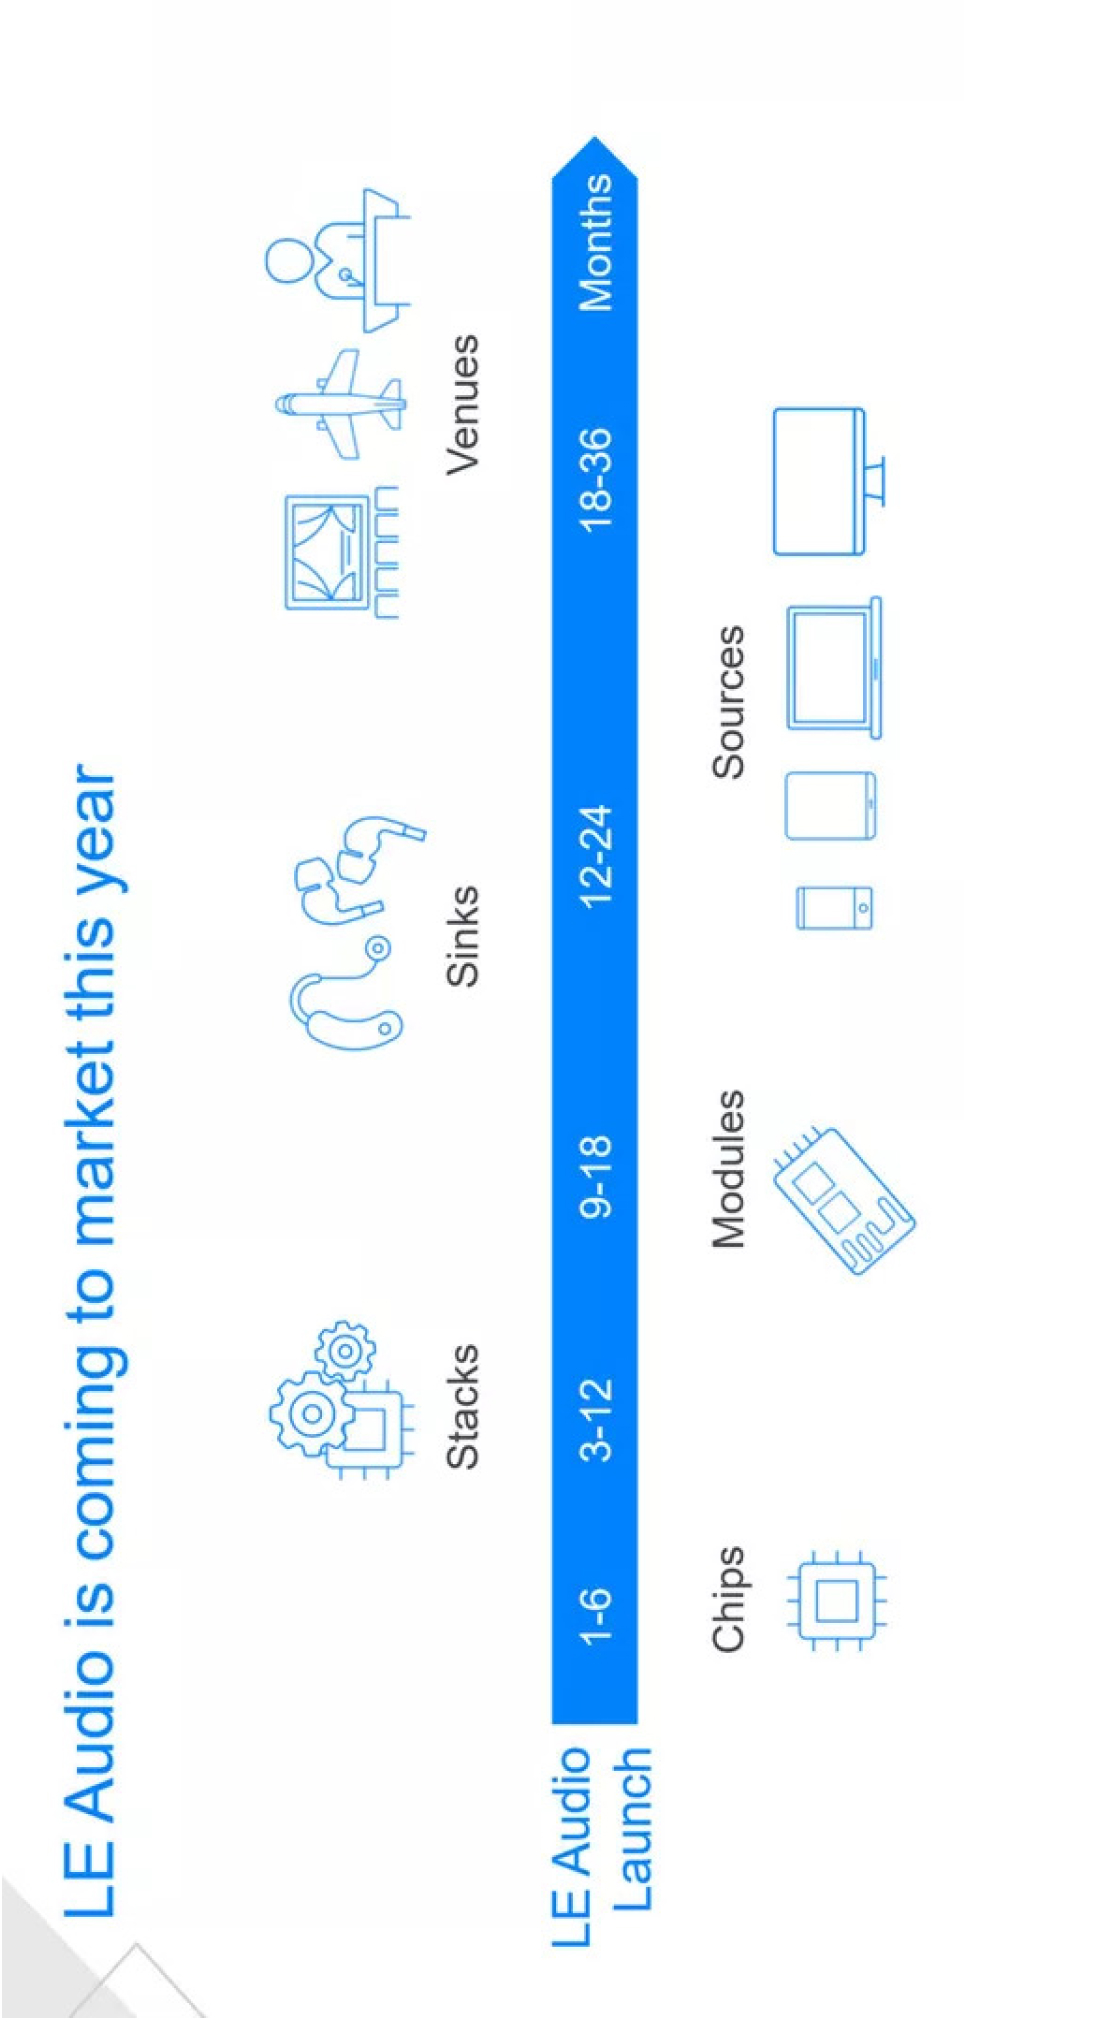 LE Audio is coming to market this year
Stacks
Sinks
Venues
LE Audio
Launch
1-6
3-12
9-18
12-24
18-36
Months
Chips
Modules
Sources